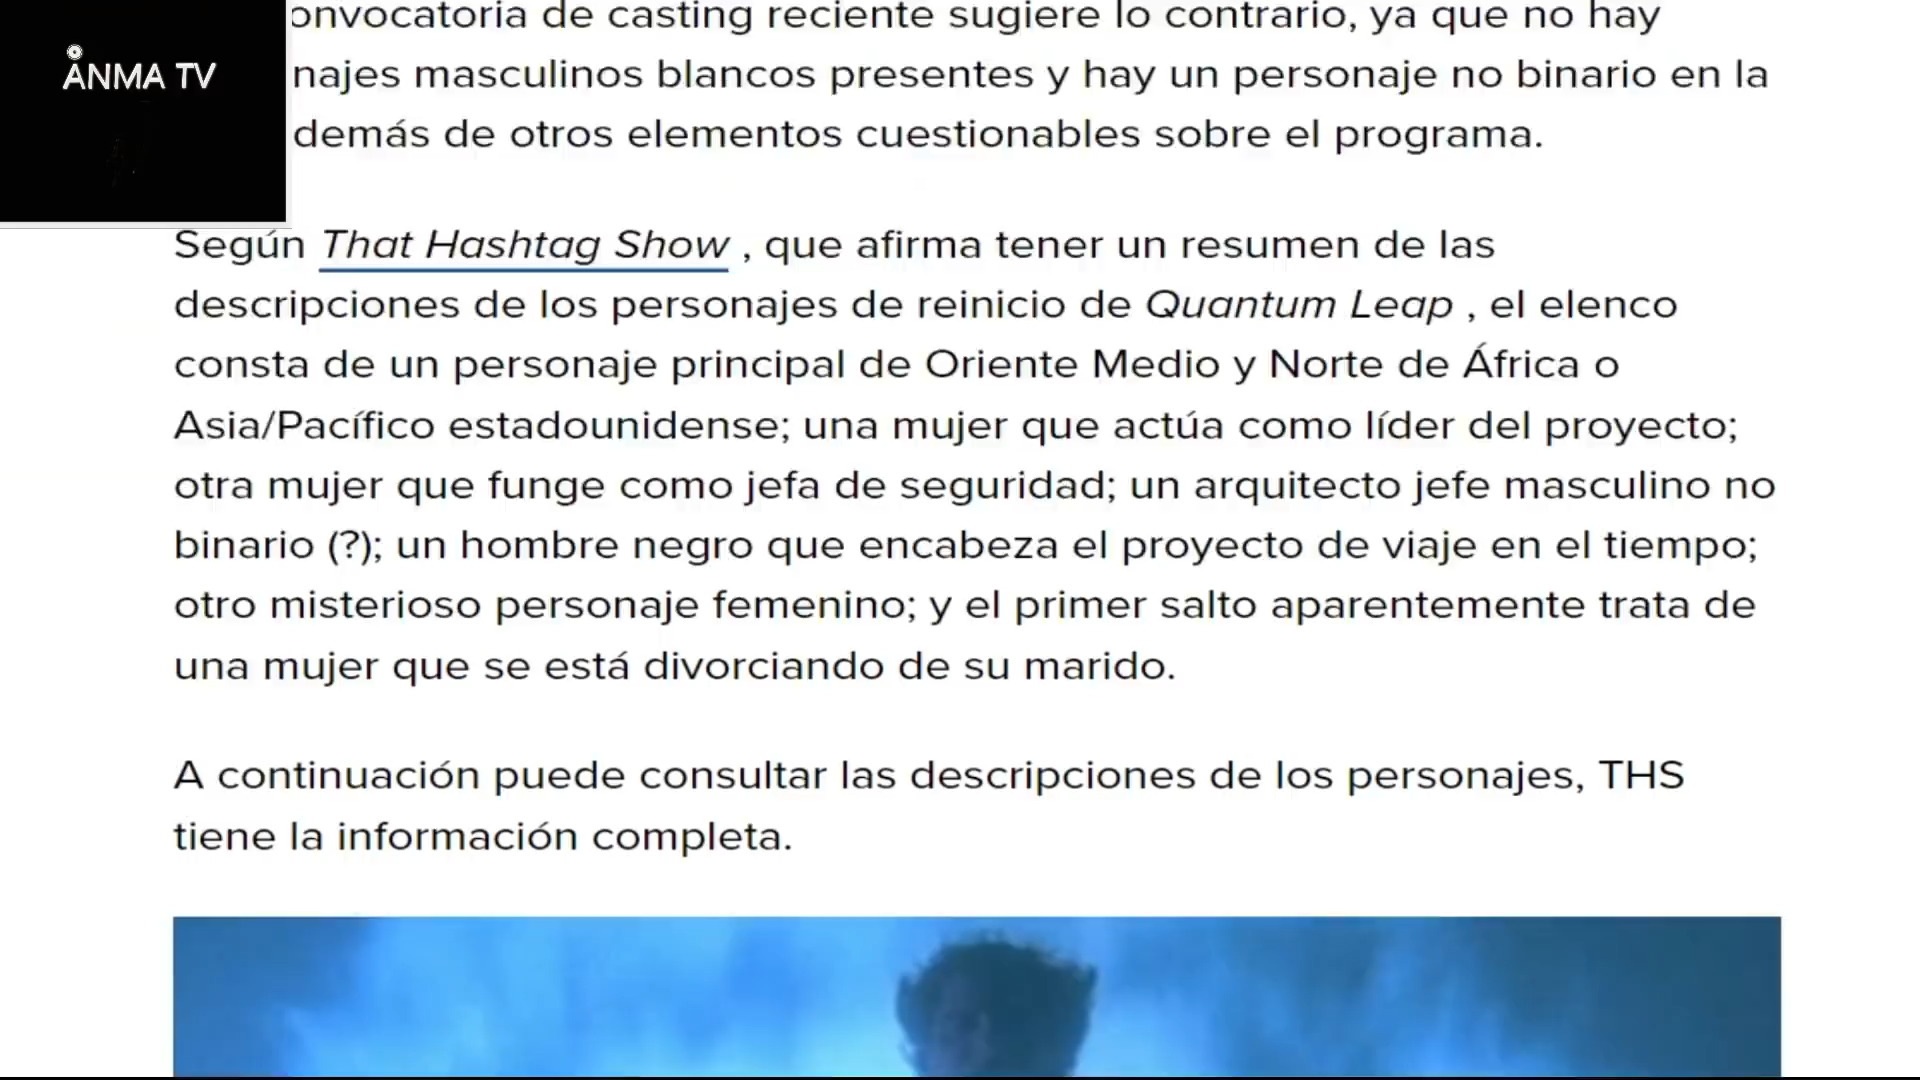 ANMA TV
onvocatoria de casting reciente sugiere lo contrario, ya que no hay
najes masculinos blancos presentes y hay un personaje no binario en la
demás de otros elementos cuestionables sobre el programa.
Según That Hashtag Show , que afirma tener un resumen de las
descripciones de los personajes de reinicio de Quantum Leap , el elenco
consta de un personaje principal de Oriente Medio y Norte de África o
Asia/Pacífico estadounidense; una mujer que actúa como líder del proyecto;
otra mujer que funge como jefa de seguridad; un arquitecto jefe masculino no
binario (?); un hombre negro que encabeza el proyecto de viaje en el tiempo;
otro misterioso personaje femenino; y el primer salto aparentemente trata de
una mujer que se está divorciando de su marido.
A continuación puede consultar las descripciones de los personajes, THS
tiene la información completa.